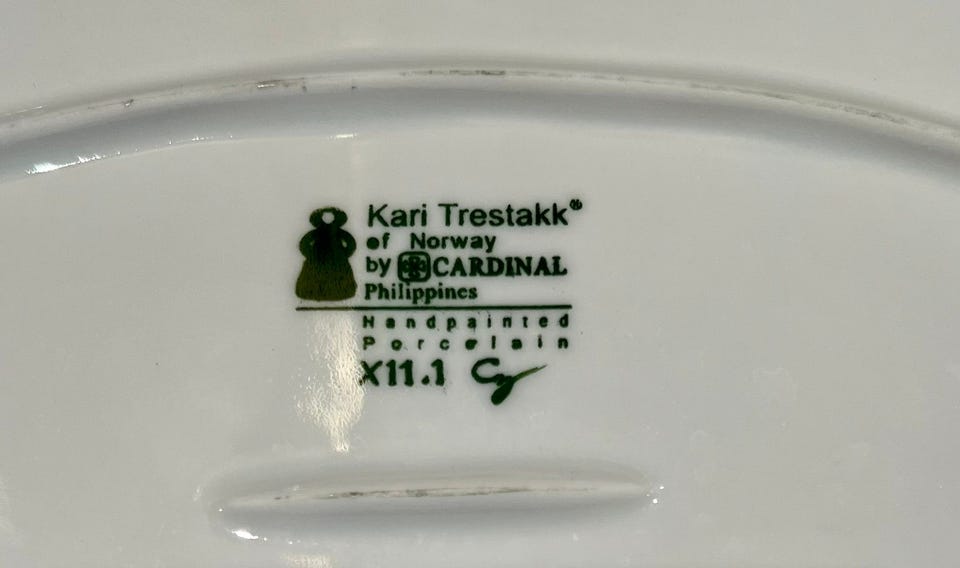 Kari Trestakk®
of Norway
by CARDINAL
Philippines
Handpainted
Porcelain
X11.1